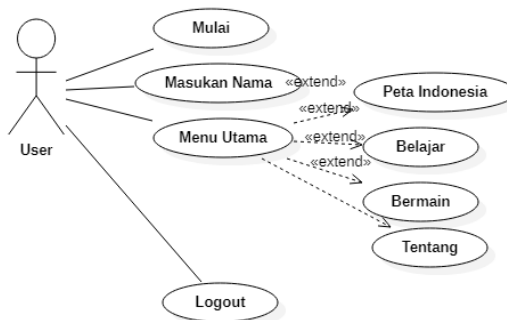 Mulai
Masukan Nama
«extend»
Peta Indonesia
«extend»
Menu Utama
«extend»
Belajar
User
«extend»
Bermain
Tentang
Logout